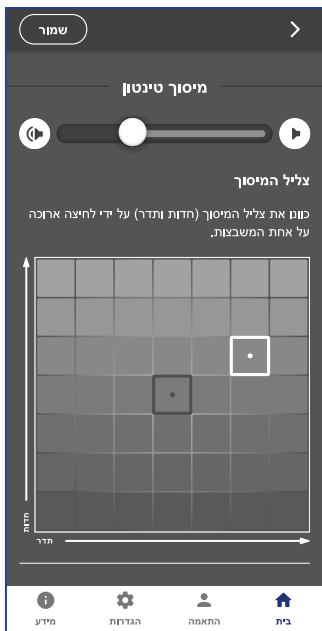 שמור
מיסוך טינטון
צליל המיסוך
כוונו את צליל המיסוך (חדות ותדר) על ידי לחיצה ארוכה
על אחת המשבצות.
חדות
תדר
בית
התאמה
הגדרות
מידע